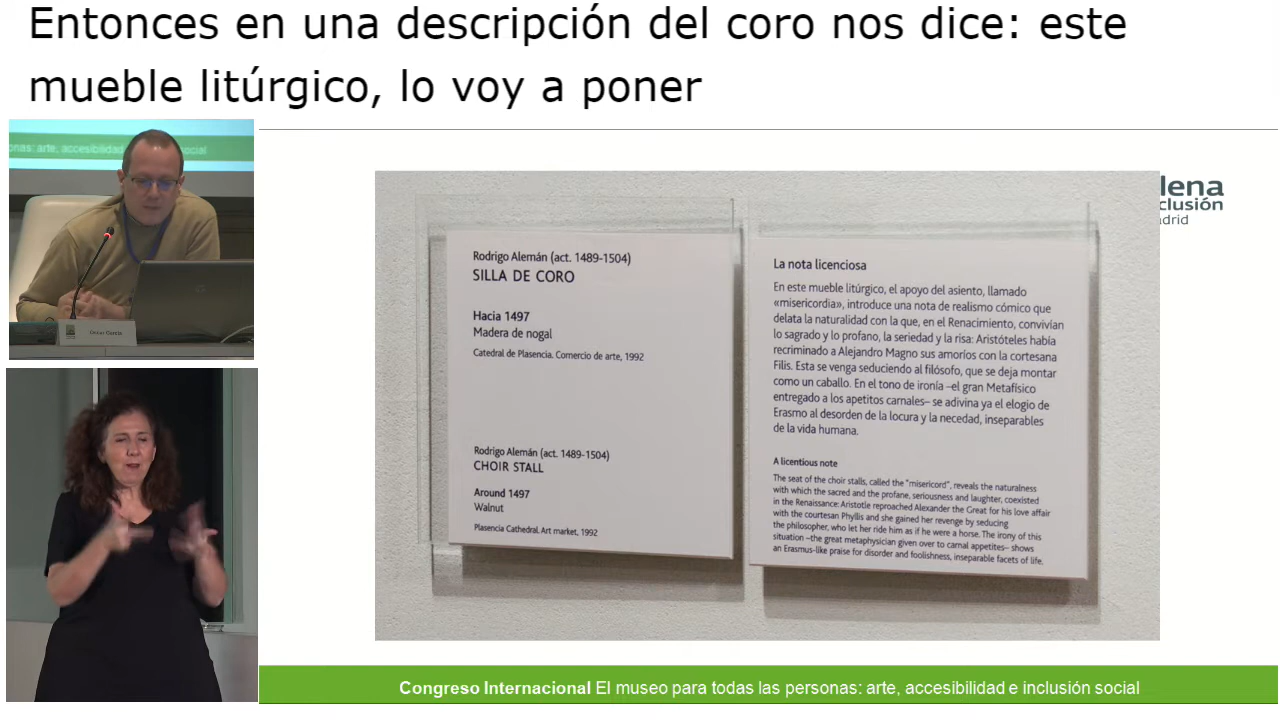 Entonces en una descripción del coro nos dice: este
mueble litúrgico, lo voy a poner
onas: arte, accesibilidad
social
Oscar García
lena
clusión
adrid
Rodrigo Alemán (act. 1489-1504)
SILLA DE CORO
Hacia 1497
Madera de nogal
Catedral de Plasencia. Comercio de arte, 1992
Rodrigo Alemán (act. 1489-1504)
CHOIR STALL
Around 1497
Walnut
Plasencia Cathedral. Art market, 1992
La nota licenciosa
En este mueble litúrgico, el apoyo del asiento, llamado
«misericordia», introduce una nota de realismo cómico que
delata la naturalidad con la que, en el Renacimiento, convivían
lo sagrado y lo profano, la seriedad y la risa: Aristóteles había
recriminado a Alejandro Magno sus amoríos con la cortesana
Filis. Esta se venga seduciendo al filósofo, que se deja montar
como un caballo. En el tono de ironía –el gran Metafísico
entregado a los apetitos carnales– se adivina ya el elogio de
Erasmo al desorden de la locura y la necedad, inseparables
de la vida humana.
A licentious note
The seat of the choir stalls, called the "misericord", reveals the naturalness
with which the sacred and the profane, seriousness and laughter, coexisted
in the Renaissance: Aristotle reproached Alexander the Great for his love affair
with the courtesan Phyllis and she gained her revenge by seducing
the philosopher, who let her ride him as if he were a horse. The irony of this
situation –the great metaphysician given over to carnal appetites– shows
an Erasmus-like praise for disorder and foolishness, inseparable facets of life.
Congreso Internacional El museo para todas las personas: arte, accesibilidad e inclusión social